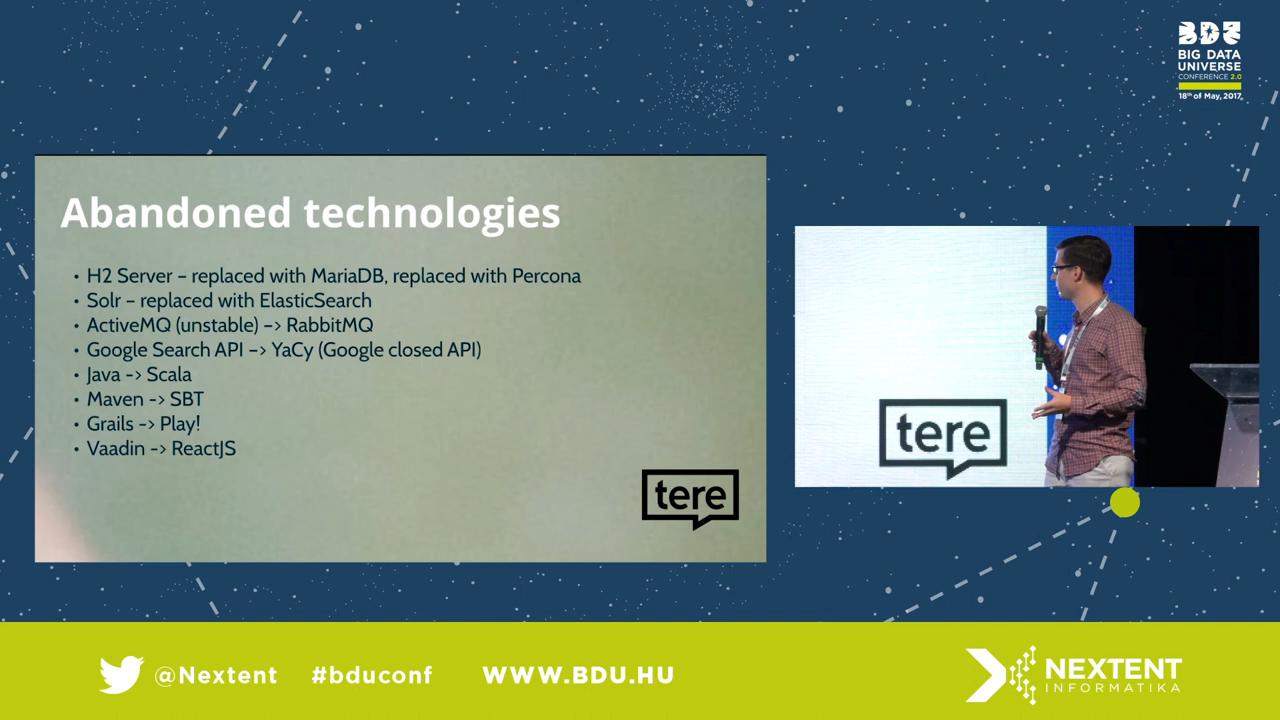 BDU
BIG DATA
UNIVERSE
CONFERENCE 2.0
18th of May, 2017
Abandoned technologies
• H2 Server – replaced with MariaDB, replaced with Percona
• Solr – replaced with ElasticSearch
• ActiveMQ (unstable) –> RabbitMQ
• Google Search API –> YaCy (Google closed API)
• Java -> Scala
• Maven -> SBT
• Grails -> Play!
• Vaadin -> ReactJS
tere
tere
@Nextent #bduconf WWW.BDU.HU
NEXTENT
INFORMATIKA